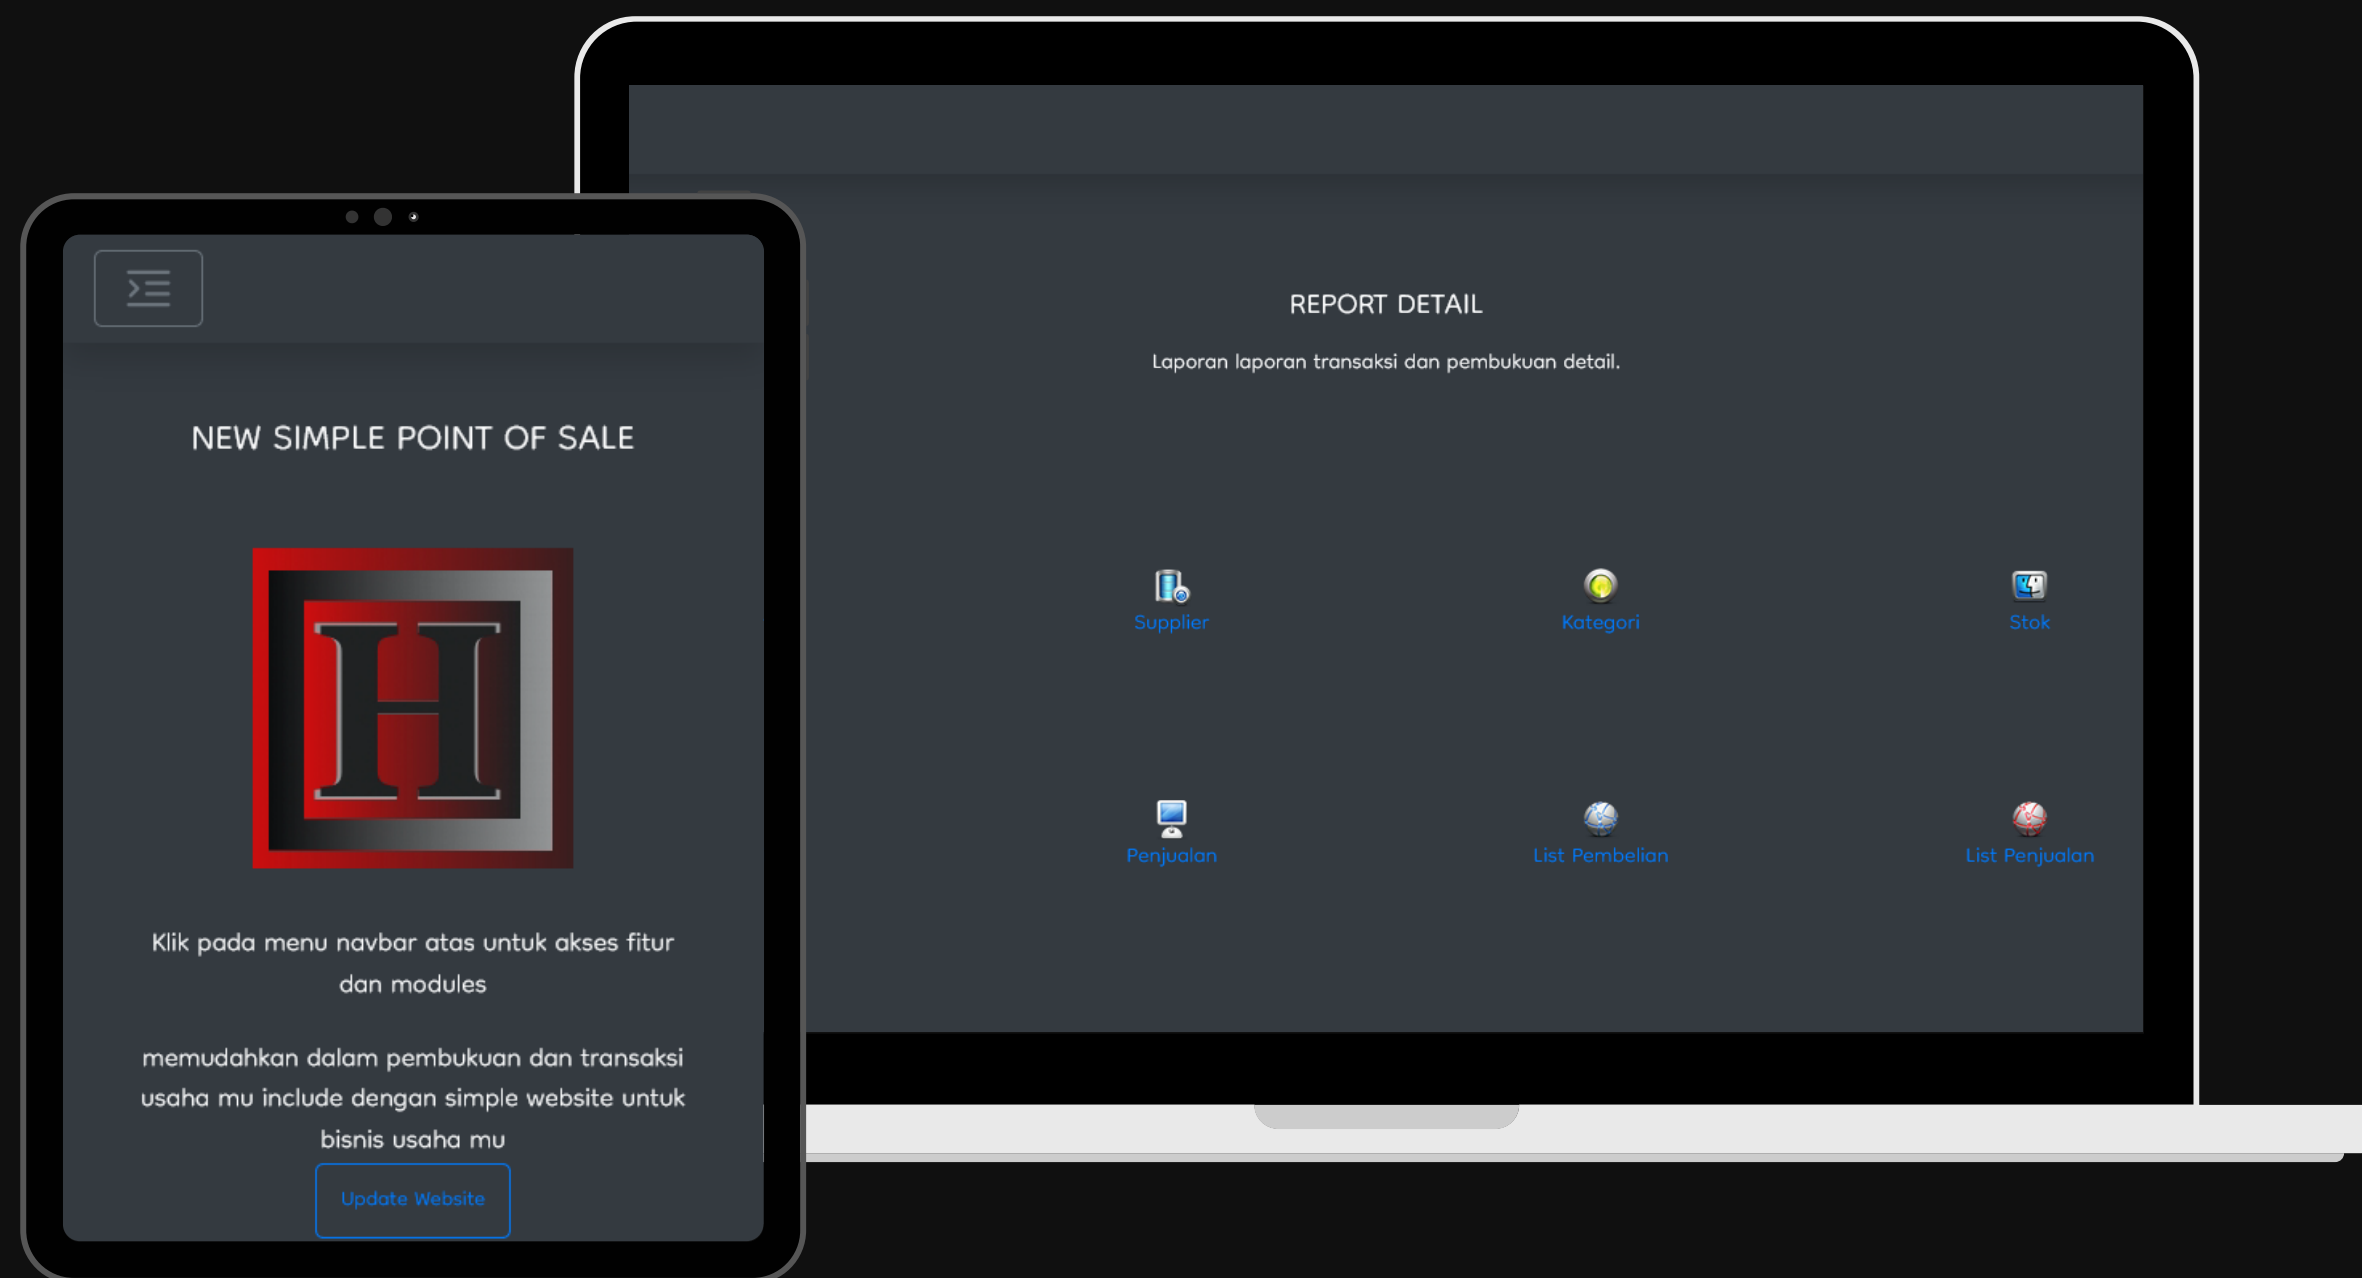 NEW SIMPLE POINT OF SALE
H
Klik pada menu navbar atas untuk akses fitur
dan modules
memudahkan dalam pembukuan dan transaksi
usaha mu include dengan simple website untuk
bisnis usaha mu
Update Website
REPORT DETAIL
Laporan laporan transaksi dan pembukuan detail.
Supplier
Kategori
Stok
Penjualan
List Pembelian
List Penjualan